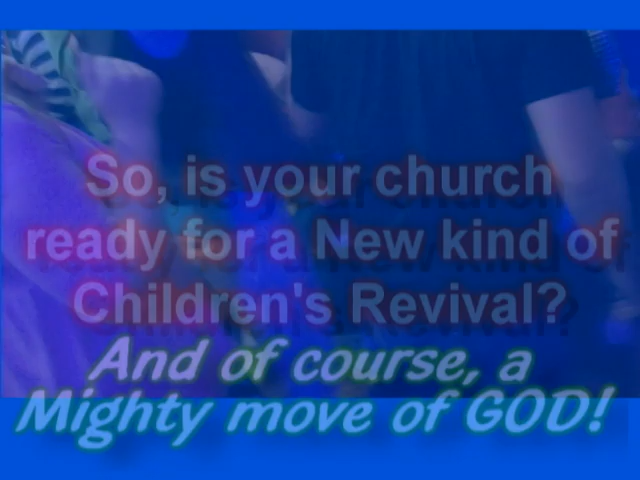 So, is your church
ready for a New kind of
Children's Revival?
And of course, a
Mighty move of GOD!